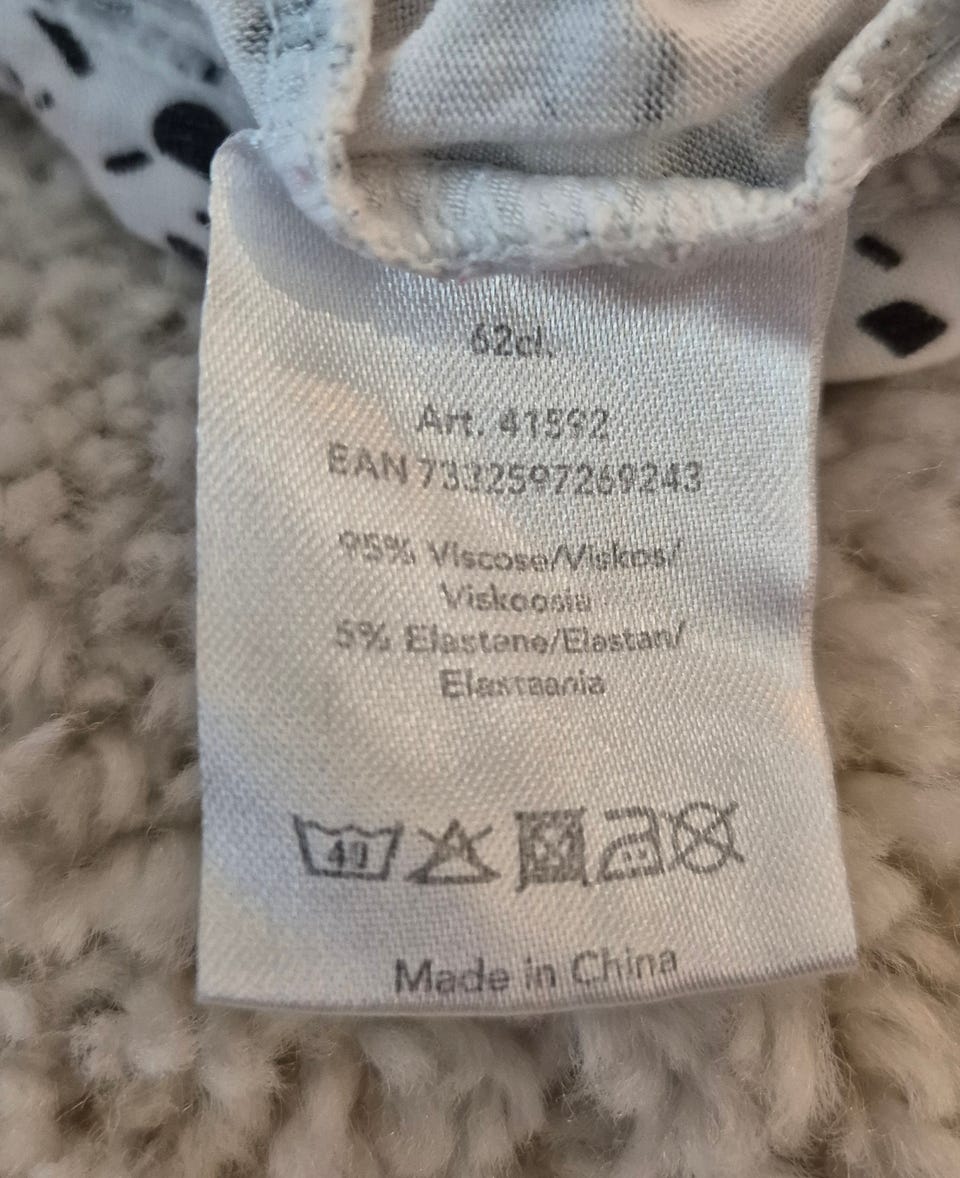 62cl.
Art. 41592
EAN 7332597269243
95% Viscose/Viskos/
Viskoosia
5% Elastane/Elastan/
Elastaania
40
Made in China